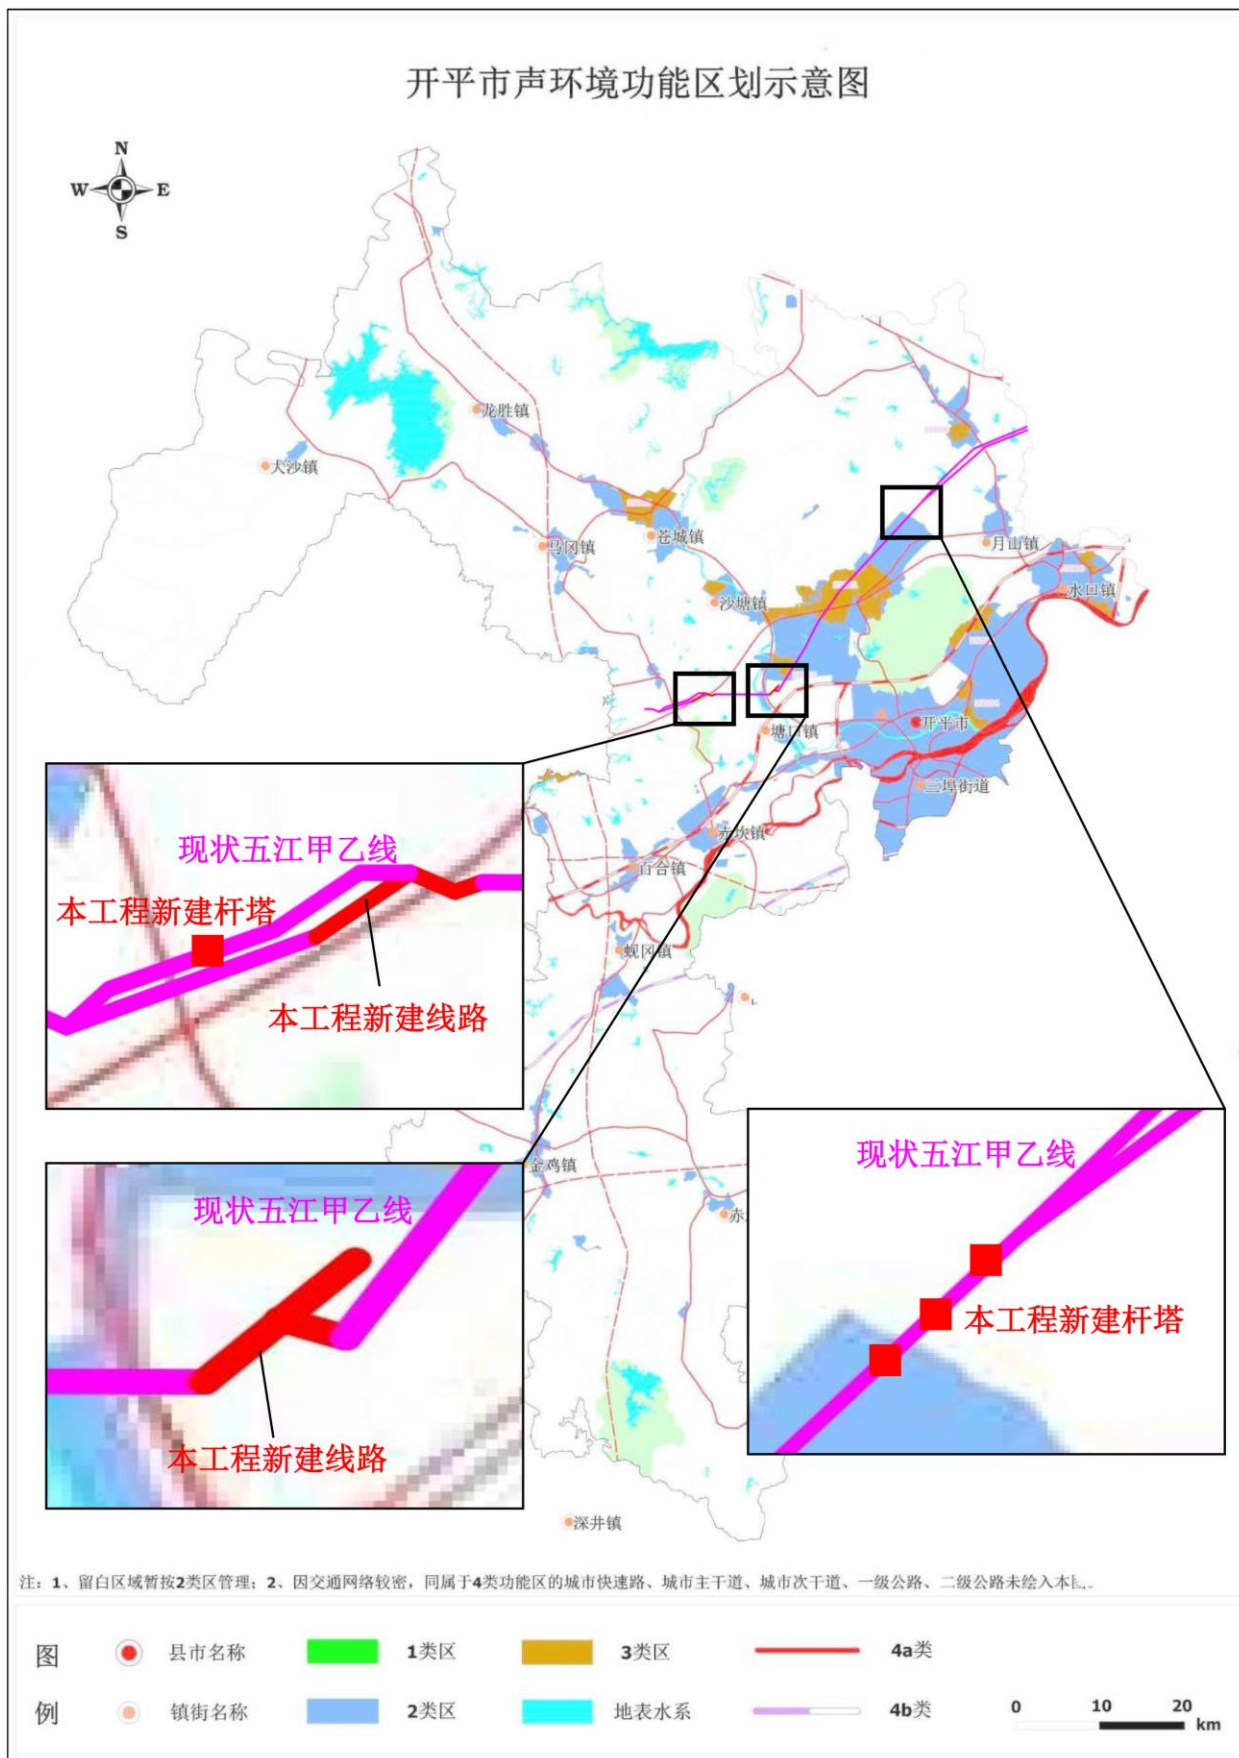 开平市声环境功能区划示意图
N
W E
S
龙胜镇
大沙镇
马冈镇
苍城镇
沙塘镇
月山镇
水口镇
塘口镇
开平市
三埠街道
赤坎镇
百合镇
蚬冈镇
金鸡镇
赤
深井镇
现状五江甲乙线
本工程新建杆塔
本工程新建线路
现状五江甲乙线
本工程新建线路
现状五江甲乙线
本工程新建杆塔
注：1、留白区域暂按2类区管理；2、因交通网络较密，同属于4类功能区的城市快速路、城市主干道、城市次干道、一级公路、二级公路未绘入本
图例
县市名称
1类区
3类区
4a类
镇街名称
2类区
地表水系
4b类
0 10 20
km